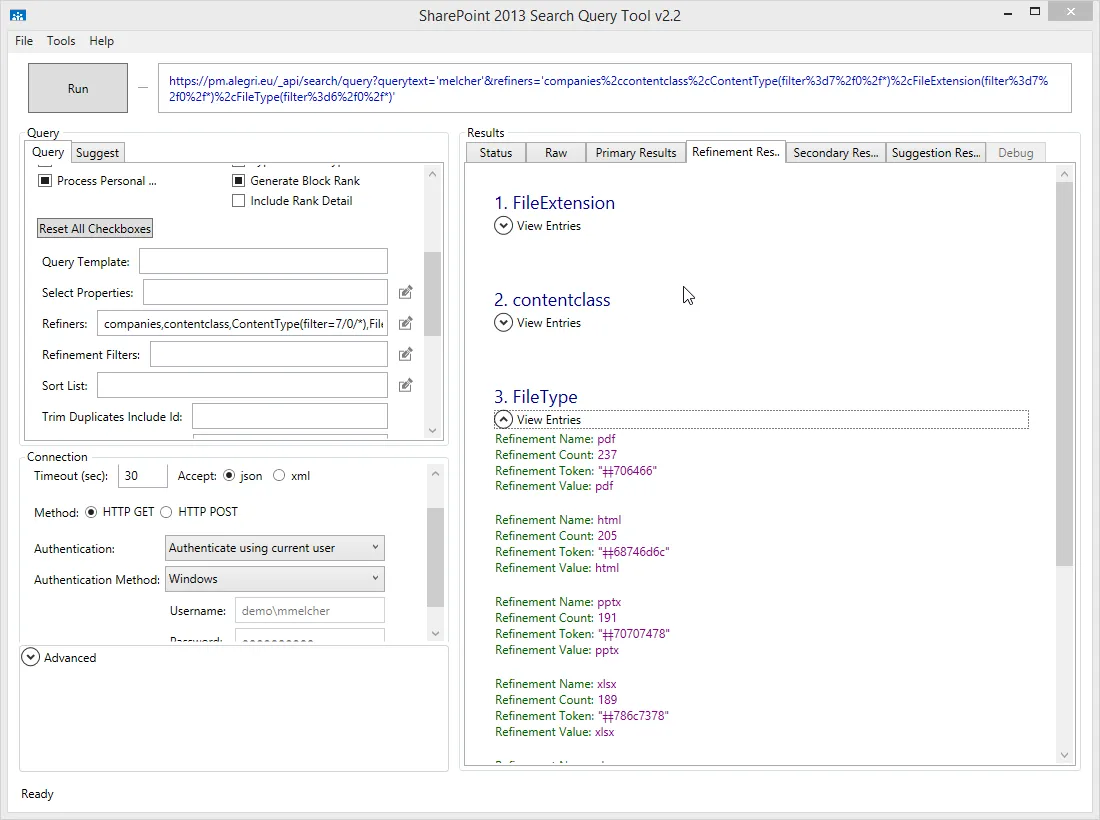 SharePoint 2013 Search Query Tool v2.2
File Tools Help
Run
https://pm.alegri.eu/_api/search/query?querytext='melcher'&refiners='companies%2ccontentclass%2cContentType(filter%3d7%2f0%2f*)%2cFileExtension(filter%3d7%
2f0%2f*)%2cFileType(filter%3d6%2f0%2f*)'
Query
Query Suggest
Process Personal ...
Generate Block Rank
Include Rank Detail
Reset All Checkboxes
Query Template:
Select Properties:
Refiners: companies,contentclass,ContentType(filter=7/0/*),File
Refinement Filters:
Sort List:
Trim Duplicates Include Id:
Connection
Timeout (sec): 30 Accept: json xml
Method: HTTP GET HTTP POST
Authentication: Authenticate using current user
Authentication Method: Windows
Username: demo\mmelcher
Password:
Advanced
Results
Status Raw Primary Results Refinement Res.. Secondary Res... Suggestion Res... Debug
1. FileExtension
View Entries
2. contentclass
View Entries
3. FileType
View Entries
Refinement Name: pdf
Refinement Count: 237
Refinement Token: "ǂǂ706466"
Refinement Value: pdf
Refinement Name: html
Refinement Count: 205
Refinement Token: "ǂǂ68746d6c"
Refinement Value: html
Refinement Name: pptx
Refinement Count: 191
Refinement Token: "ǂǂ70707478"
Refinement Value: pptx
Refinement Name: xlsx
Refinement Count: 189
Refinement Token: "ǂǂ786c7378"
Refinement Value: xlsx
Ready